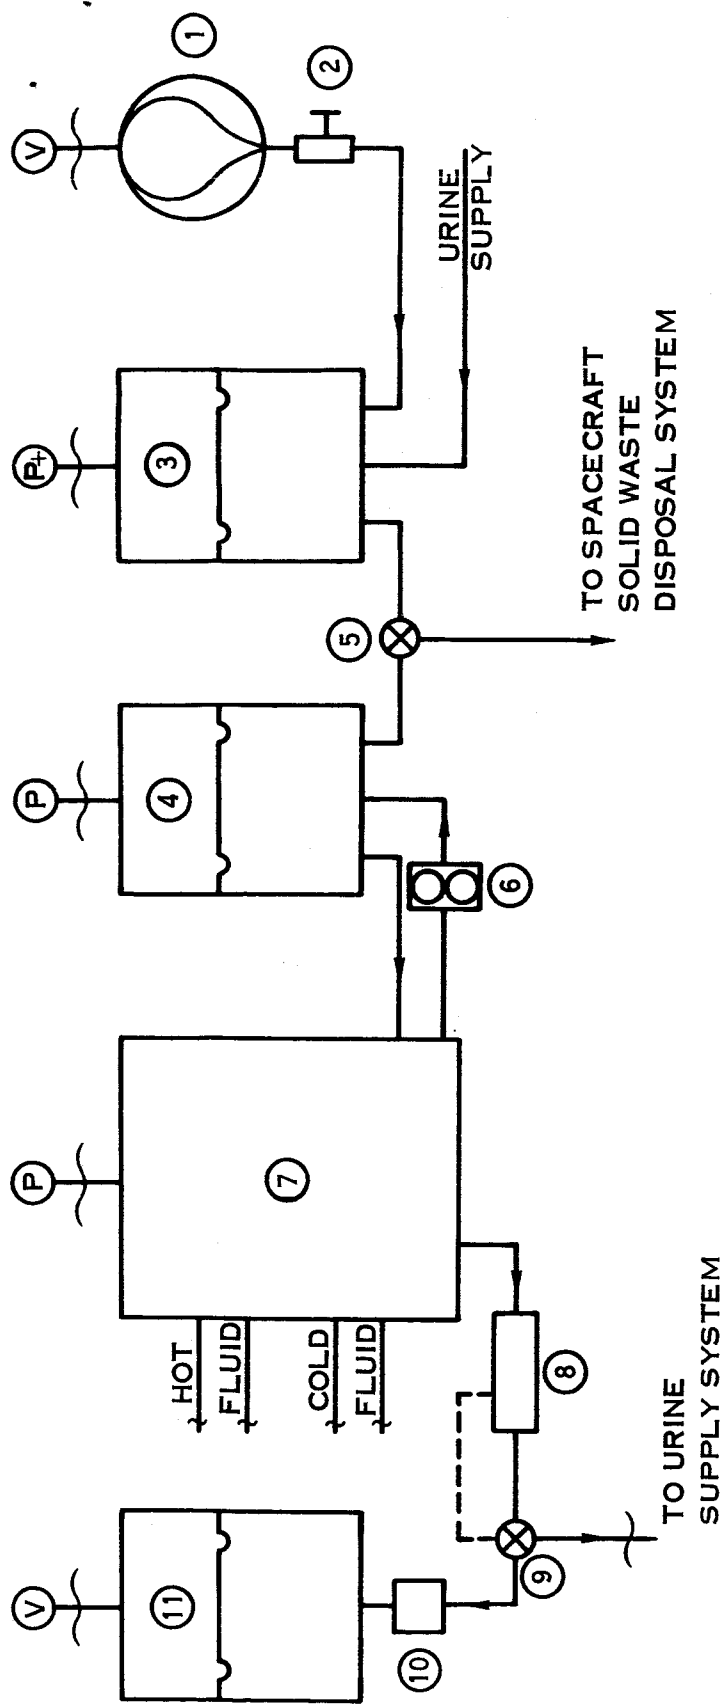 V
P
P
P+
V
11
7
4
3
1
2
HOT
FLUID
COLD
FLUID
5
6
8
9
10
URINE
SUPPLY
TO SPACECRAFT
SOLID WASTE
DISPOSAL SYSTEM
TO URINE
SUPPLY SYSTEM